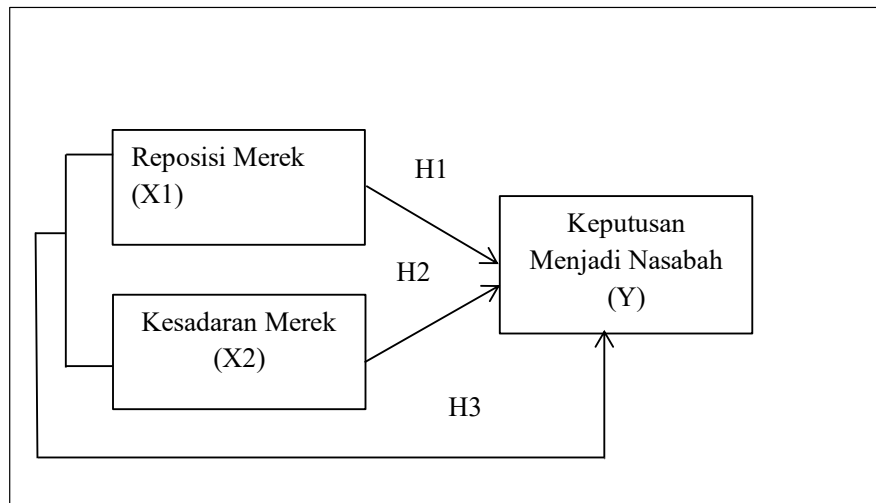 Reposisi Merek
(X1)
H1
Keputusan
Menjadi Nasabah
(Y)
H2
Kesadaran Merek
(X2)
H3